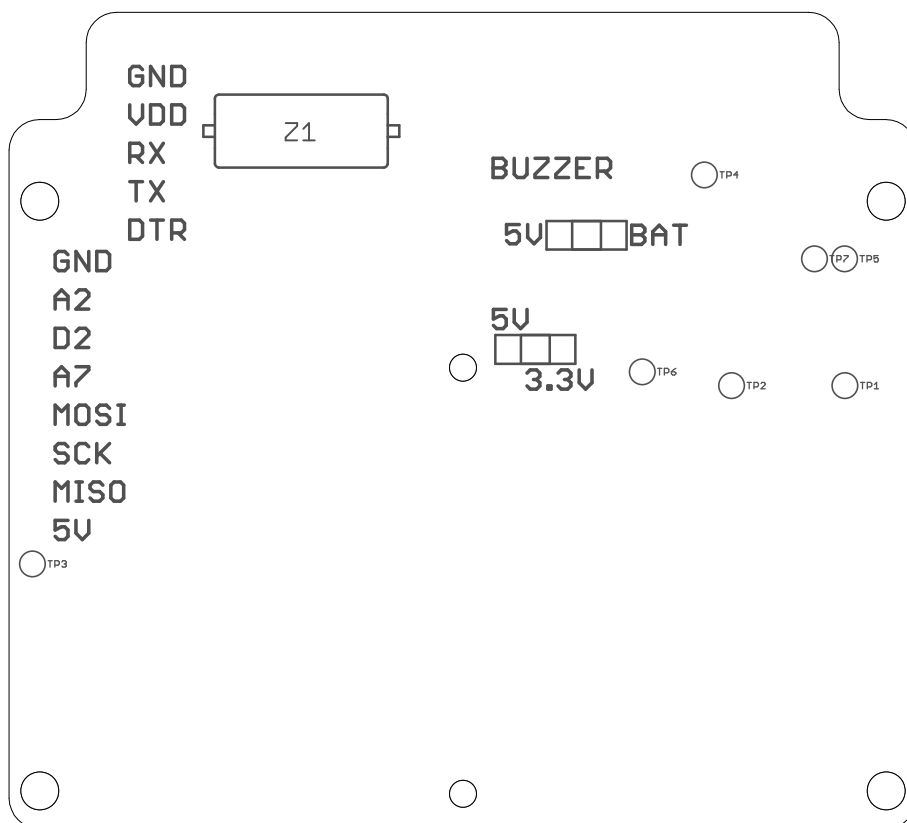 GND
VDD
RX
TX
DTR
Z1
BUZZER
TP4
5V BAT
TP7 TP5
GND
A2
D2
A7
MOSI
SCK
MISO
5V
5V
3.3V
TP6
TP2
TP1
TP3